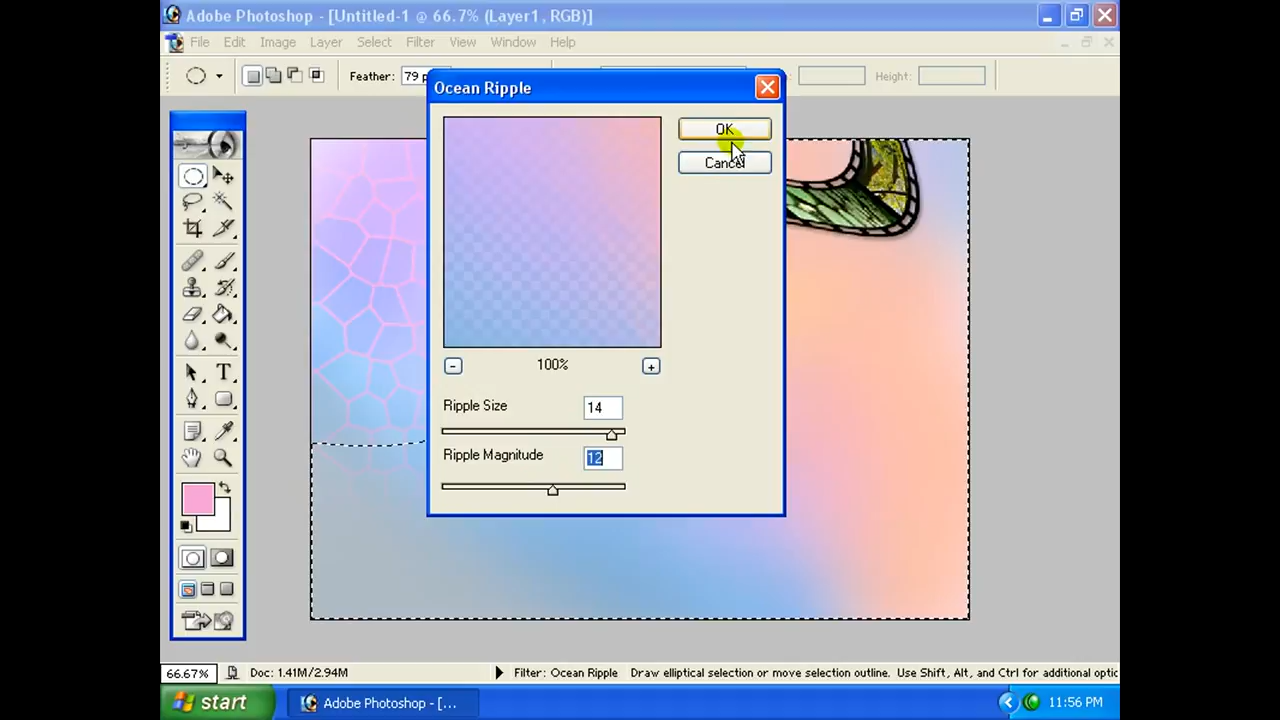 Adobe Photoshop - [Untitled-1 @ 66.7% (Layer1, RGB)]
File Edit Image Layer Select Filter View Window Help
Feather: 79 p Height:
Ocean Ripple
OK
Cancel
100%
Ripple Size 14
Ripple Magnitude 12
66.67% Doc: 1.41M/2.94M Filter: Ocean Ripple Draw elliptical selection or move selection outline. Use Shift, Alt, and Ctrl for additional optic
start Adobe Photoshop - [... 11:56 PM